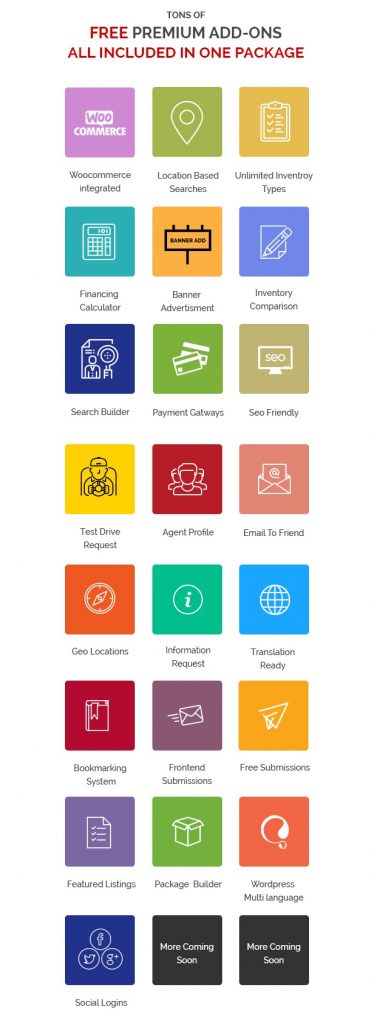 TONS OF
FREE PREMIUM ADD-ONS
ALL INCLUDED IN ONE PACKAGE
WOO
COMMERCE
Woocommerce
integrated
Location Based
Searches
Unlimited Inventroy
Types
101
Financing
Calculator
BANNER ADD
Banner
Advertisment
Inventory
Comparison
Search Builder
Payment Gatways
seo
Seo Friendly
Test Drive
Request
Agent Profile
@
Email To Friend
Geo Locations
i
Information
Request
Translation
Ready
Bookmarking
System
Frontend
Submissions
Free Submissions
Featured Listings
Package Builder
Wordpress
Multi language
f
g+
Social Logins
More Coming
Soon
More Coming
Soon